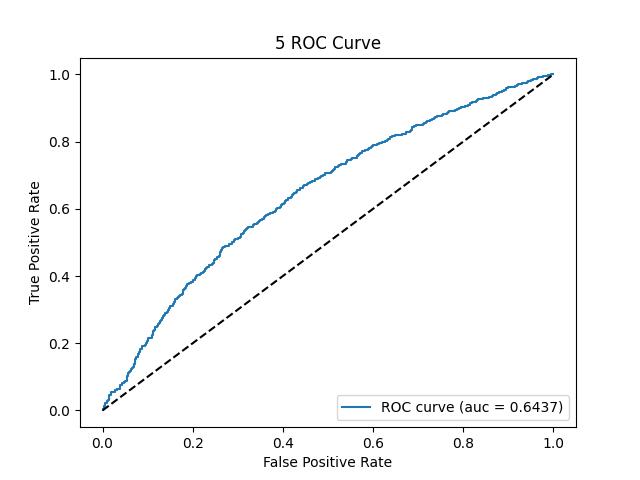 5 ROC Curve
True Positive Rate
1.0
0.8
0.6
0.4
0.2
0.0
ROC curve (auc = 0.6437)
0.0 0.2 0.4 0.6 0.8 1.0
False Positive Rate